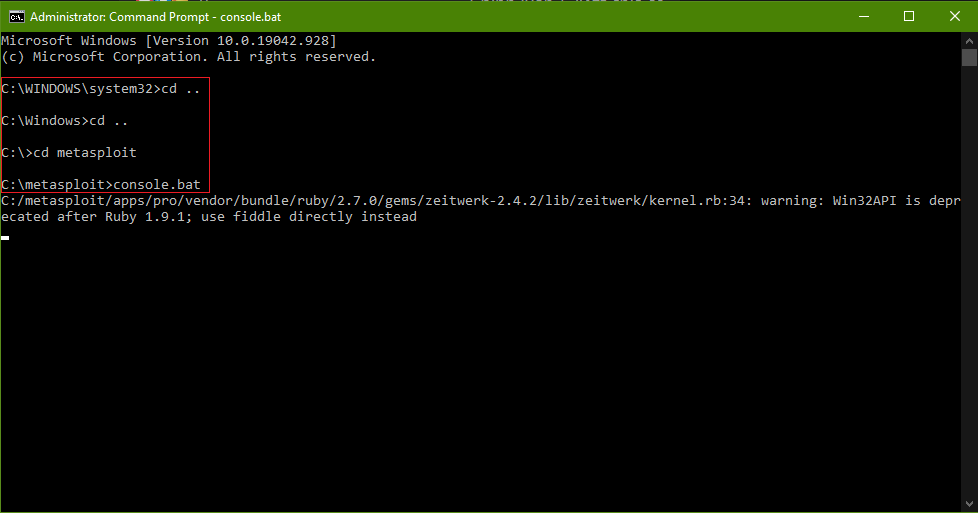 Administrator: Command Prompt - console.bat
Microsoft Windows [Version 10.0.19042.928]
(c) Microsoft Corporation. All rights reserved.
C:\WINDOWS\system32>cd ..
C:\Windows>cd ..
C:\>cd metasploit
C:\metasploit>console.bat
C:/metasploit/apps/pro/vendor/bundle/ruby/2.7.0/gems/zeitwerk-2.4.2/lib/zeitwerk/kernel.rb:34: warning: Win32API is depr
ecated after Ruby 1.9.1; use fiddle directly instead